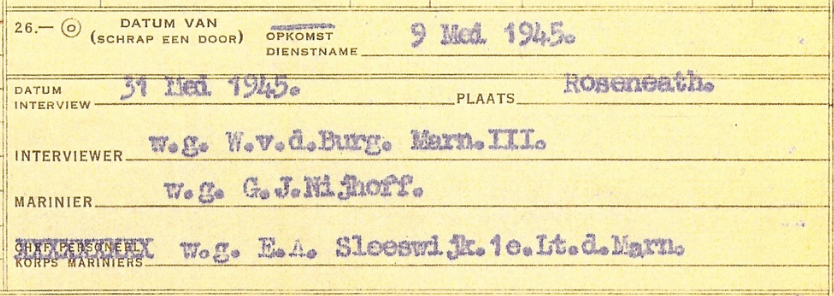 26.— ⓞ DATUM VAN OPKOMST 9 Mei 1945.
(SCHRAP EEN DOOR) DIENSTNAME
DATUM INTERVIEW 31 Mei 1945. PLAATS Roseneath.
INTERVIEWER w.g. W.v.d.Burg. Marn.III.
MARINIER w.g. G.J.Nijhoff.
CHEF PERSONEEL w.g. E.A. Sleeswijk.1e.Lt.d.Marn.
KORPS MARINIERS